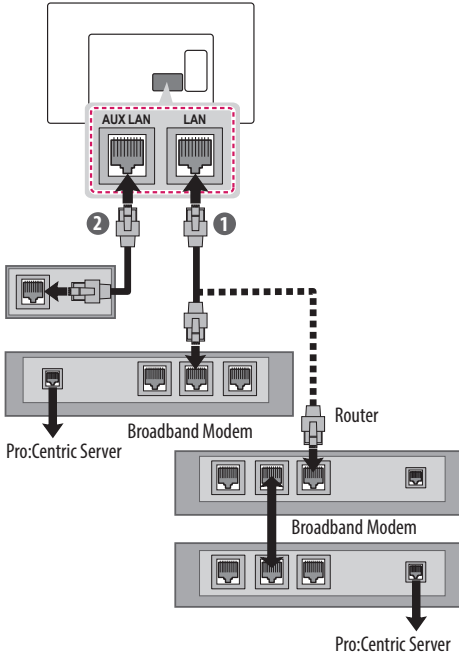 AUX LAN LAN
2 1
Router
Broadband Modem
Pro:Centric Server
Broadband Modem
Pro:Centric Server